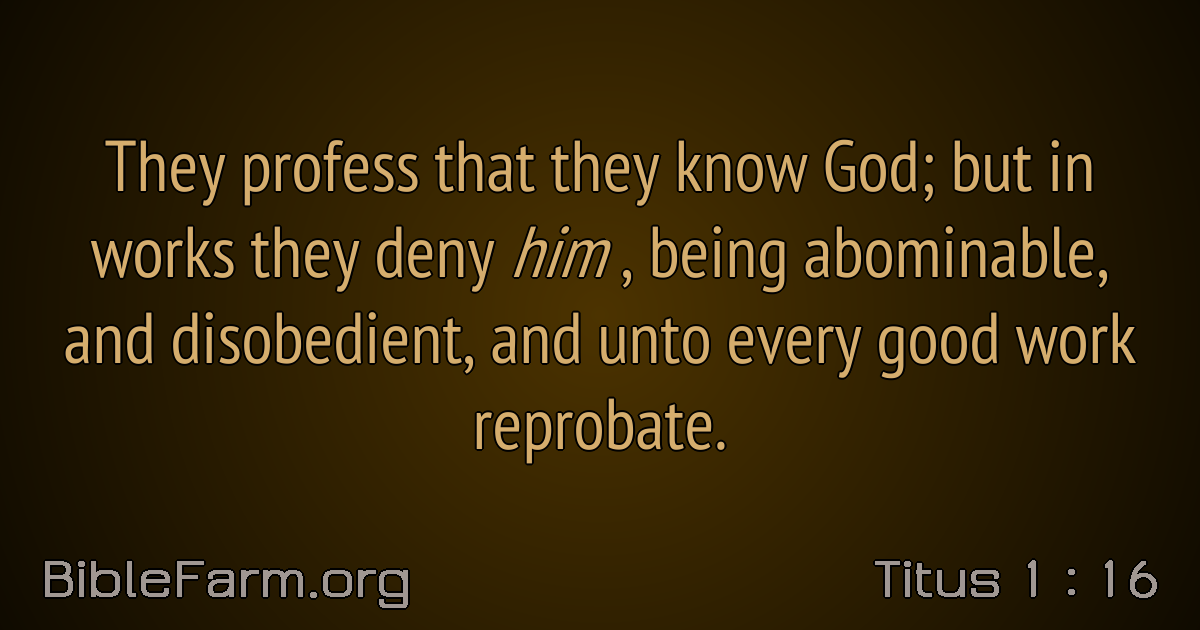 They profess that they know God; but in
works they deny him , being abominable,
and disobedient, and unto every good work
reprobate.
BibleFarm.org
Titus 1 : 16